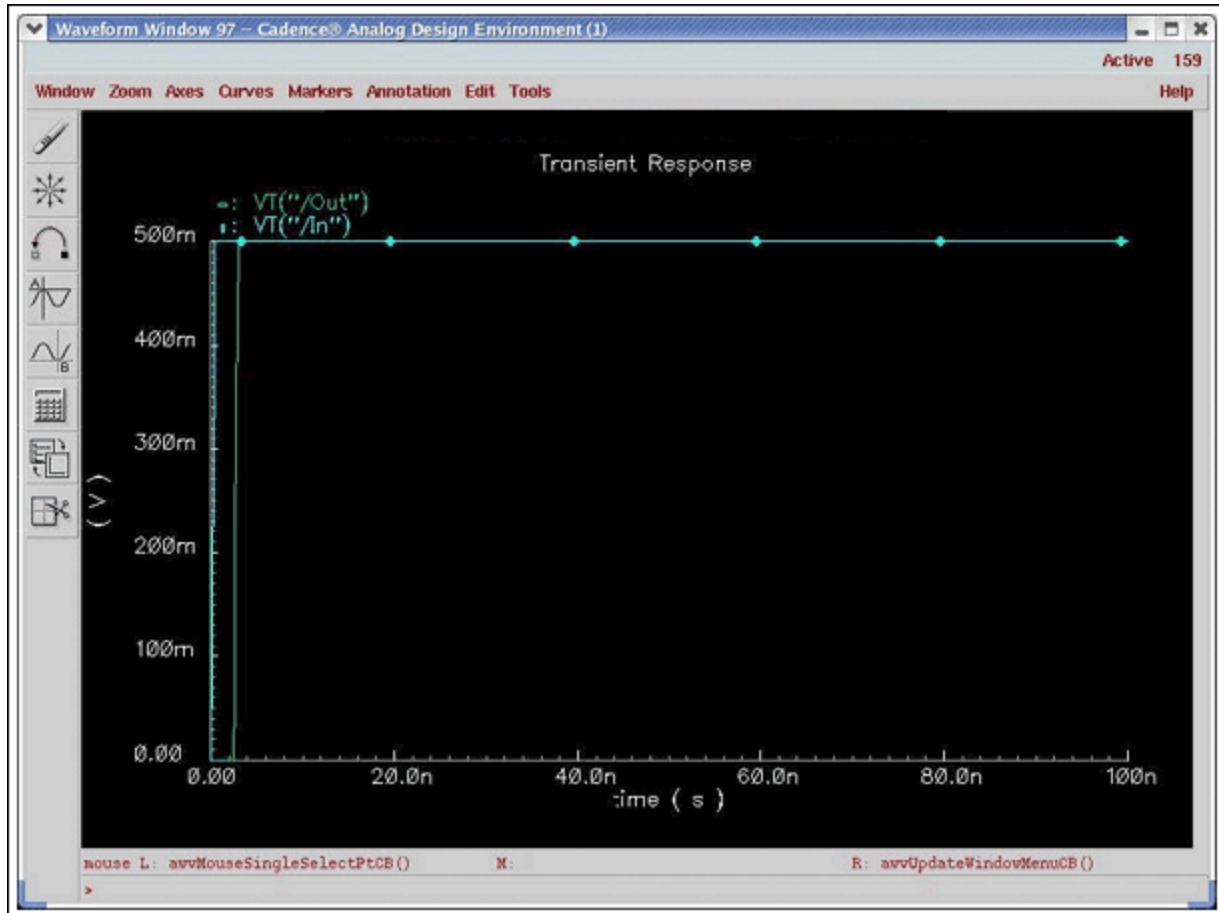 Waveform Window 97 – Cadence® Analog Design Environment (1)
Active 159
Window Zoom Axes Curves Markers Annotation Edit Tools Help
A
B
Transient Response
-: VT("/Out")
: VT("/In")
500m
400m
300m
200m
100m
0.00
( V )
0.00 20.0n 40.0n 60.0n 80.0n 100n
time ( s )
mouse L: awvMouseSingleSelectPtCB() M: R: awvUpdateWindowMenuCB()
>